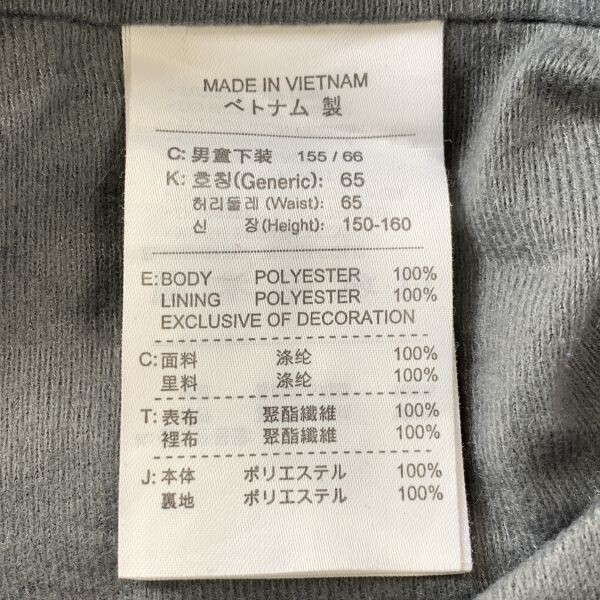 MADE IN VIETNAM
ベトナム 製
C: 男童下装 155 / 66
K: 호칭(Generic): 65
허리둘레 (Waist): 65
신 장(Height): 150-160
E: BODY POLYESTER 100%
LINING POLYESTER 100%
EXCLUSIVE OF DECORATION
C: 面料 涤纶 100%
里料 涤纶 100%
T: 表布 聚酯纖維 100%
裡布 聚酯纖維 100%
J: 本体 ポリエステル 100%
裏地 ポリエステル 100%